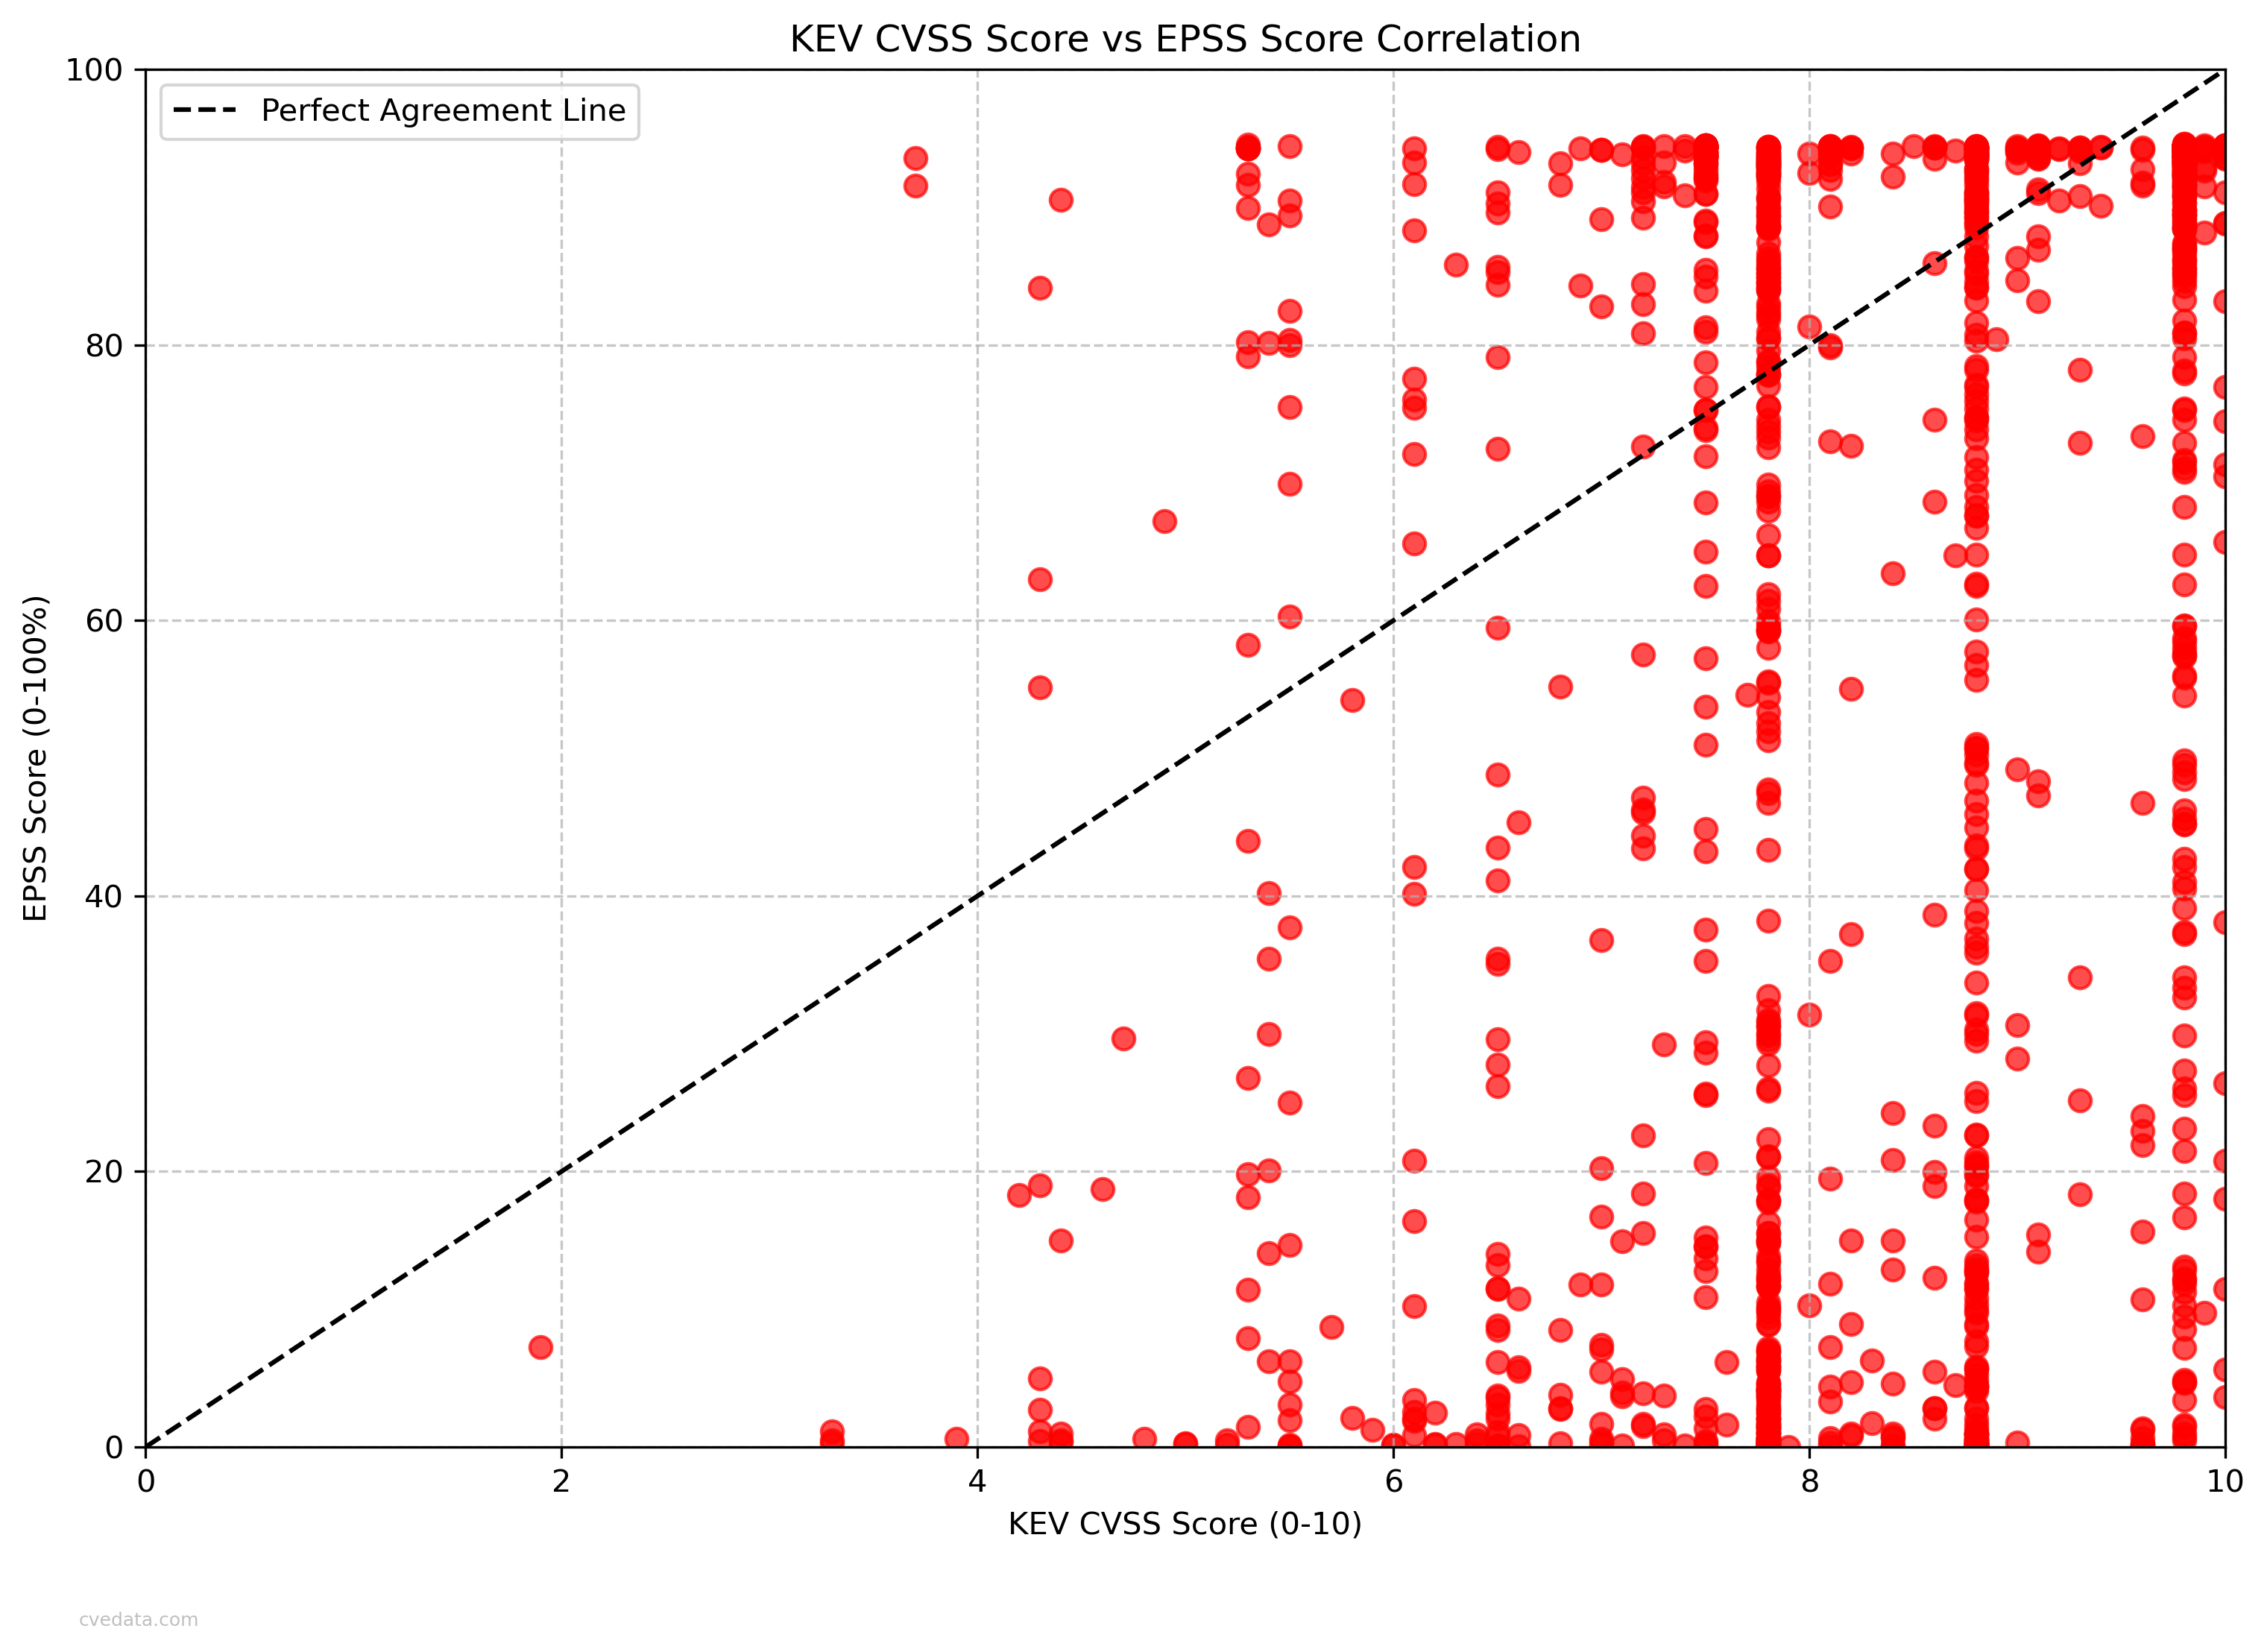 KEV CVSS Score vs EPSS Score Correlation
Perfect Agreement Line
100
80
60
40
20
0
EPSS Score (0-100%)
0 2 4 6 8 10
KEV CVSS Score (0-10)
cvedata.com